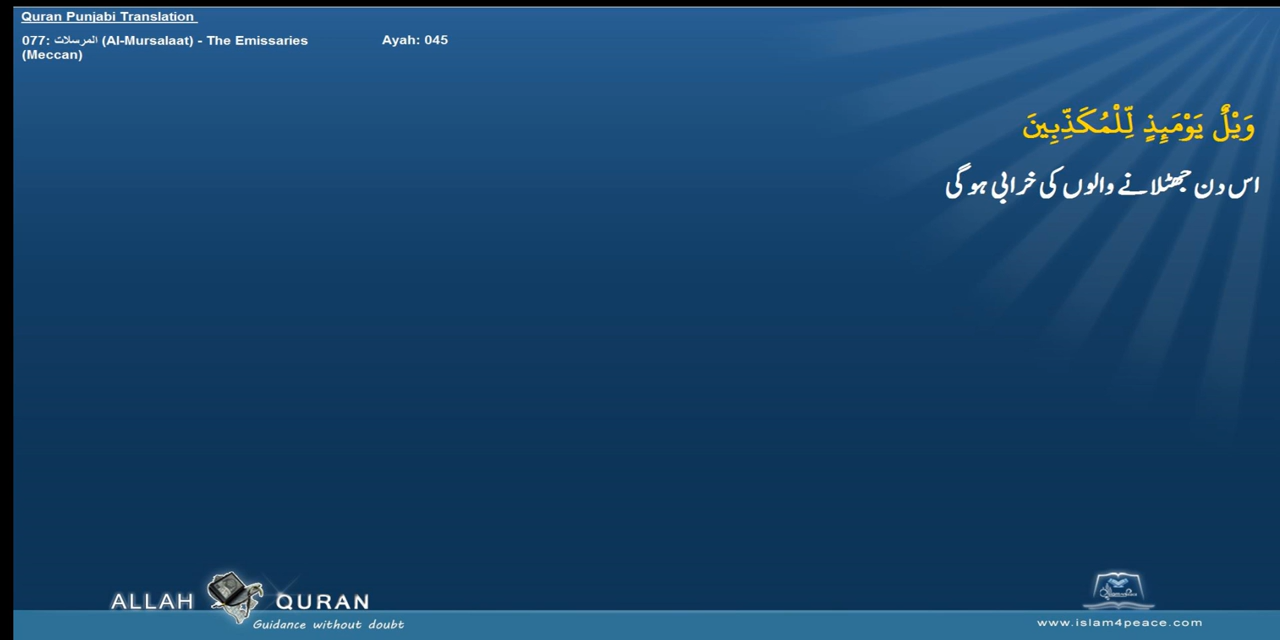 Quran Punjabi Translation
077: المرسلات (Al-Mursalaat) - The Emissaries (Meccan)
Ayah: 045
وَيْلٌ يَوْمَئِذٍ لِّلْمُكَذِّبِينَ
اس دن جھٹلانے والوں کی خرابی ہو گی
ALLAH QURAN
Guidance without doubt
www.islam4peace.com